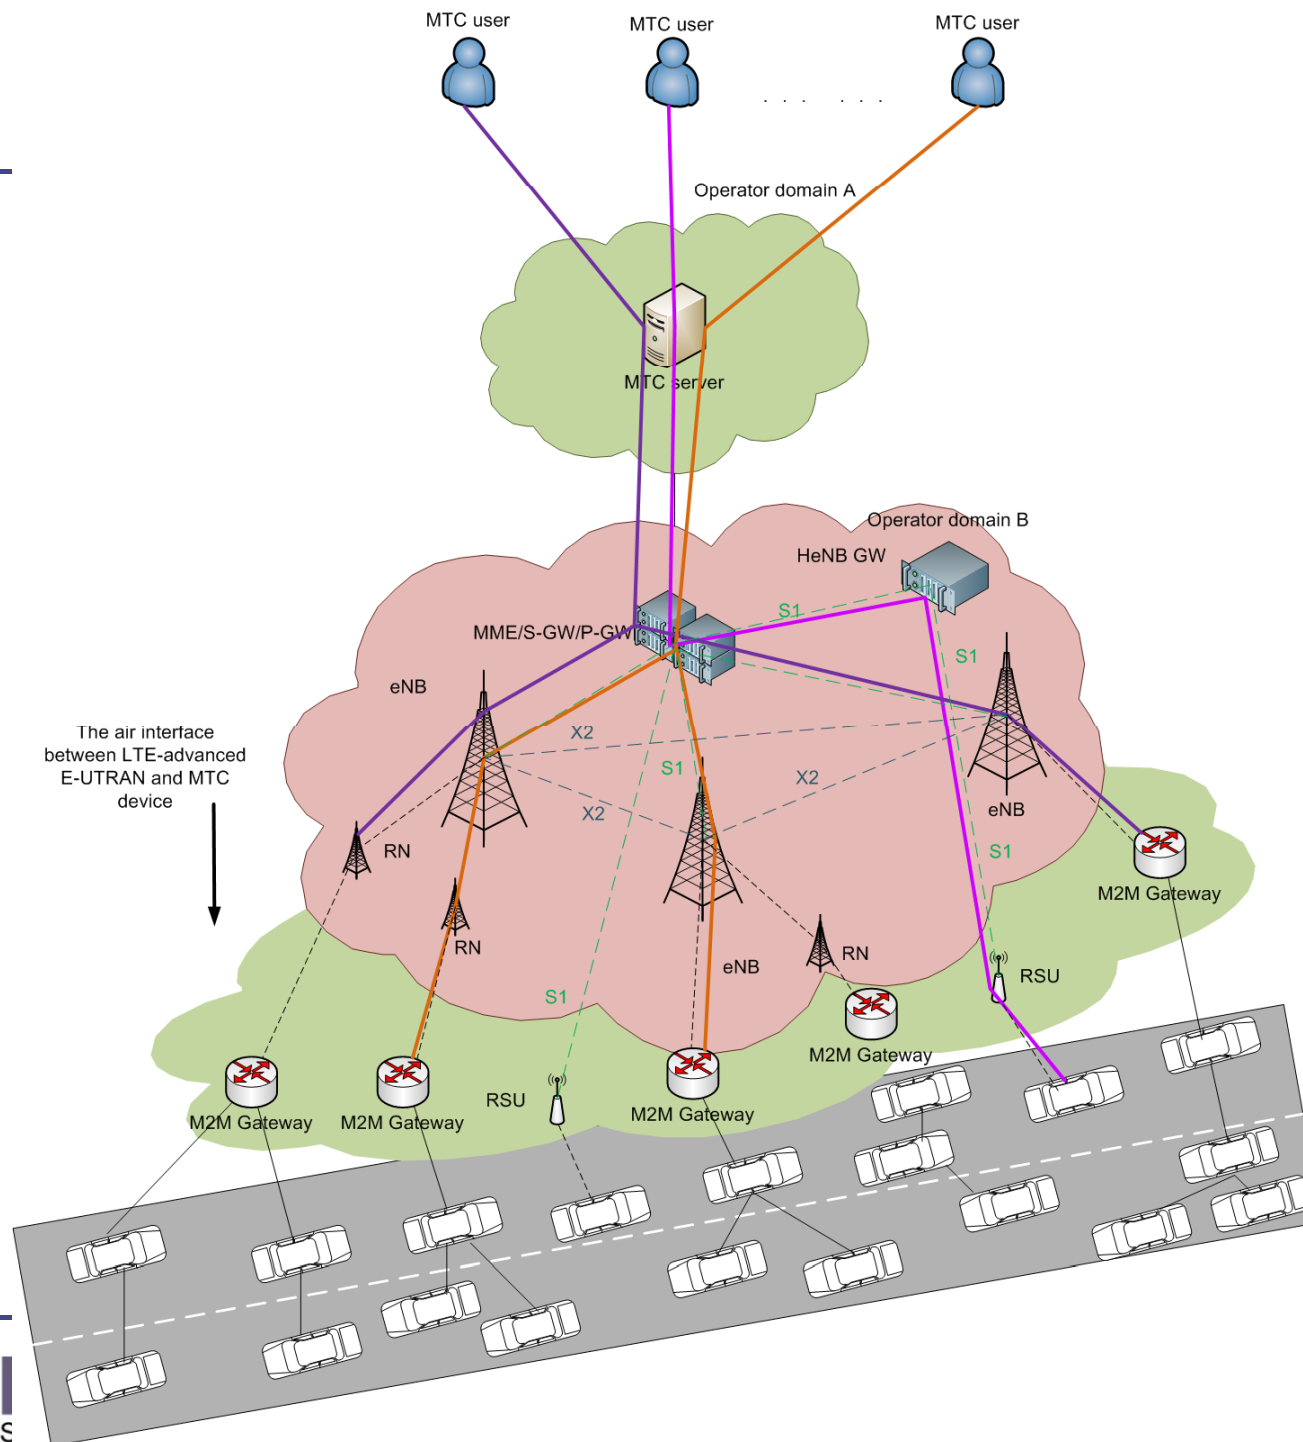 MTC user
MTC user
MTC user
. . .   . . .
Operator domain A
MTC server
Operator domain B
HeNB GW
S1
MME/S-GW/P-GW
S1
eNB
The air interface
between LTE-advanced
E-UTRAN and MTC
device
X2
S1
X2
X2
eNB
RN
S1
M2M Gateway
RN
RN
eNB
RSU
S1
M2M Gateway
RSU
M2M Gateway
M2M Gateway
M2M Gateway
S